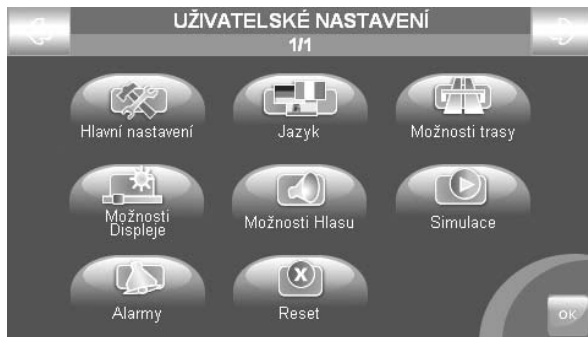 UŽIVATELSKÉ NASTAVENÍ
1/1
Hlavní nastavení
Jazyk
Možnosti trasy
Možnosti
Displeje
Možnosti Hlasu
Simulace
Alarmy
Reset
OK